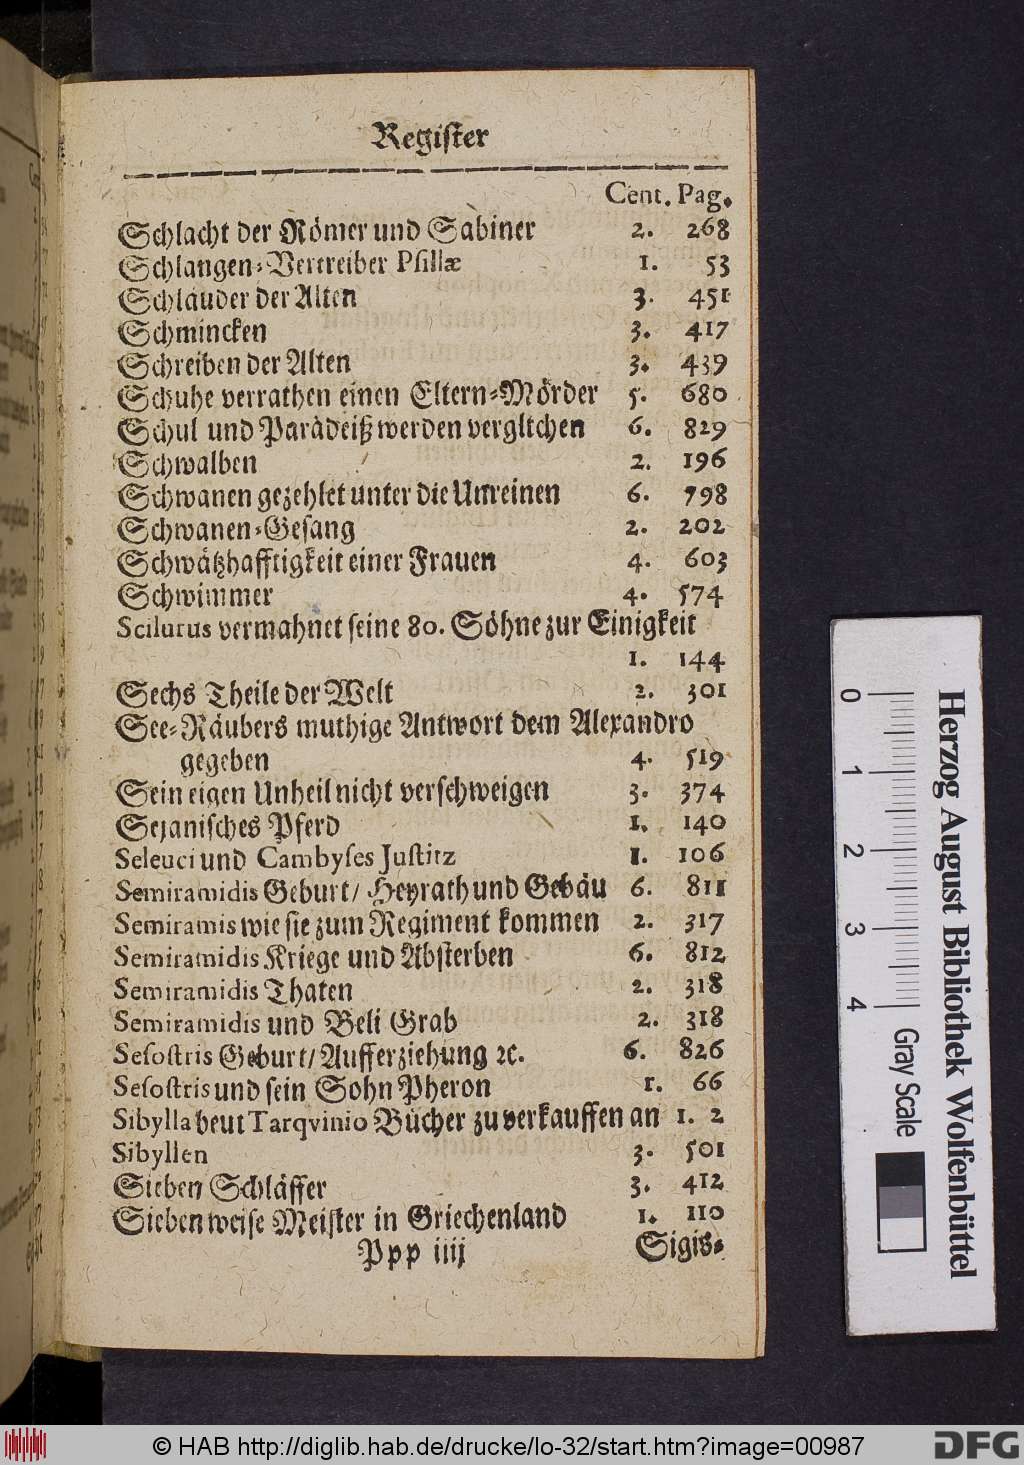 Register
Cent. Pag.
Schlacht der Römer und Sabiner 2. 268
Schlangen-Vertreiber Psillæ 1. 53
Schläuder der Alten 3. 451
Schmincken 3. 417
Schreiben der Alten 3. 439
Schuhe verrathen einen Eltern-Mörder 5. 680
Schul und Paradeiß werden verglichen 6. 829
Schwalben 2. 196
Schwanen gezehlet unter die Unreinen 6. 798
Schwanen-Gesang 2. 202
Schwätzhafftigkeit einer Frauen 4. 603
Schwimmer 4. 574
Scilurus vermahnet seine 80. Söhne zur Einigkeit
1. 144
Sechs Theile der Welt 2. 301
See-Räubers muthige Antwort dem Alexandro
gegeben 4. 519
Sein eigen Unheil nicht verschweigen 3. 374
Sejanisches Pferd 1. 140
Seleuci und Cambyses Justitz 1. 106
Semiramidis Geburt/ Heyrath und Gebäu 6. 811
Semiramis wie sie zum Regiment kommen 2. 317
Semiramidis Kriege und Absterben 6. 812
Semiramidis Thaten 2. 318
Semiramidis und Beli Grab 2. 318
Sesostris Geburt/ Aufferziehung ꝛc. 6. 826
Sesostris und sein Sohn Pheron 1. 66
Sibylla beut Tarqvinio Bücher zu verkauffen an 1. 2
Sibyllen 3. 501
Sieben Schläffer 3. 412
Sieben weise Meister in Griechenland 1. 110
Ppp iiij Sigis-
0 1 2 3 4 Gray Scale
Herzog August Bibliothek Wolfenbüttel
© HAB http://diglib.hab.de/drucke/lo-32/start.htm?image=00987
DFG